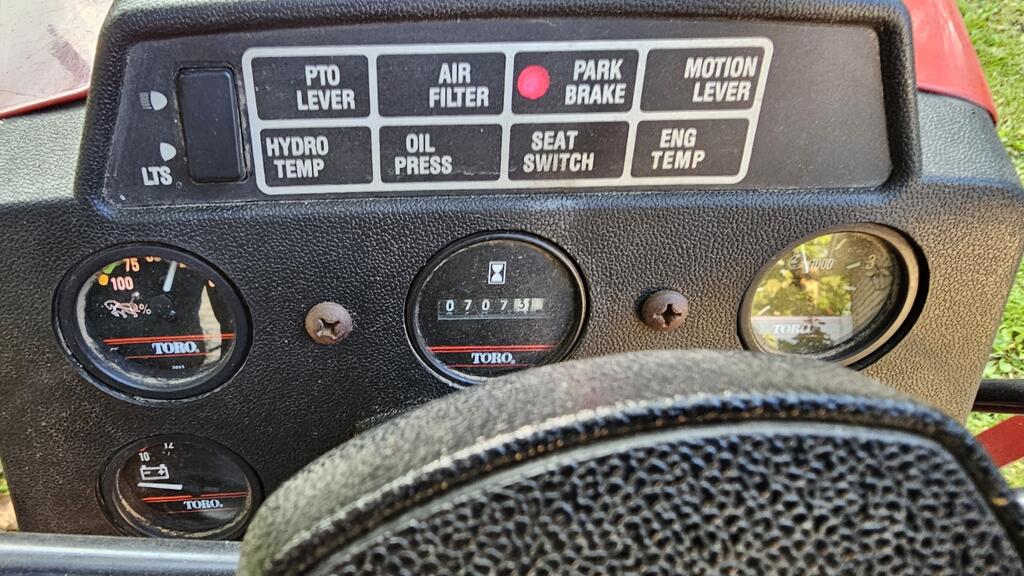 PTO
LEVER
AIR
FILTER
PARK
BRAKE
MOTION
LEVER
HYDRO
TEMP
OIL
PRESS
SEAT
SWITCH
ENG
TEMP
LTS
75
100
%
TORO
07073
TORO
1000
3
TORO
10 12
TORO